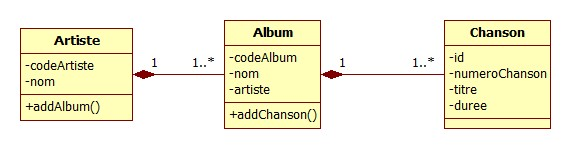 Artiste
-codeArtiste
-nom
+addAlbum()
1
1..*
Album
-codeAlbum
-nom
-artiste
+addChanson()
1
1..*
Chanson
-id
-numeroChanson
-titre
-duree